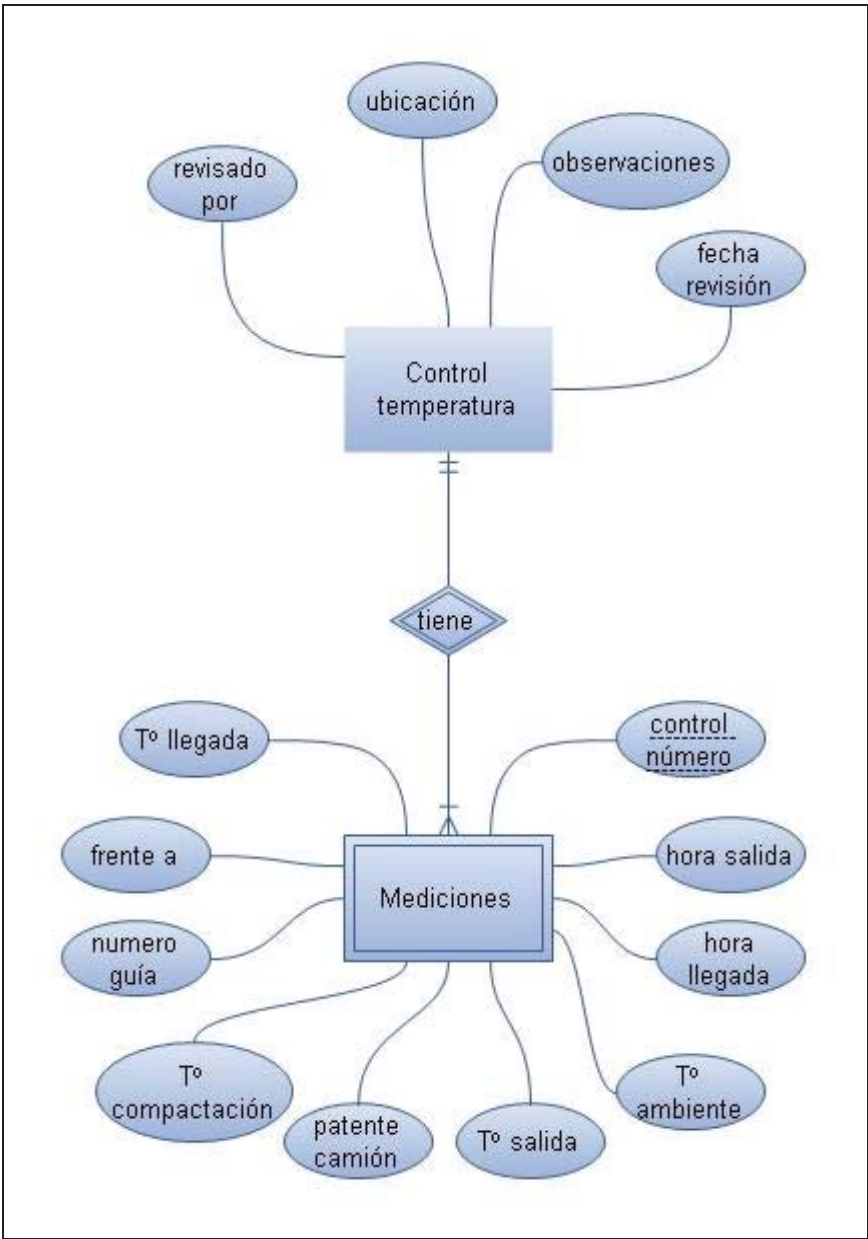 ubicación
observaciones
revisado
por
fecha
revisión
Control
temperatura
tiene
Tº llegada
control
número
frente a
hora salida
Mediciones
numero
guía
hora
llegada
Tº
compactación
patente
camión
Tº salida
Tº
ambiente